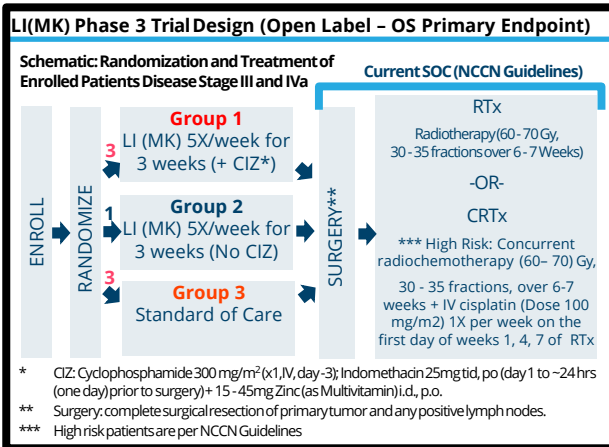 LI(MK) Phase 3 Trial Design (Open Label – OS Primary Endpoint)
Schematic: Randomization and Treatment of
Enrolled Patients Disease Stage III and IVa
Current SOC (NCCN Guidelines)
ENROLL
RANDOMIZE
3
Group 1
LI (MK) 5X/week for
3 weeks (+ CIZ*)
1
Group 2
LI (MK) 5X/week for
3 weeks (No CIZ)
3
Group 3
Standard of Care
SURGERY**
RTx
Radiotherapy (60 - 70 Gy,
30 - 35 fractions over 6 - 7 Weeks)
-OR-
CRTx
*** High Risk: Concurrent
radiochemotherapy (60– 70) Gy,
30 - 35 fractions, over 6-7
weeks + IV cisplatin (Dose 100
mg/m2) 1X per week on the
first day of weeks 1, 4, 7 of RTx
* CIZ: Cyclophosphamide 300 mg/m² (x1, IV, day -3); Indomethacin 25mg tid, po (day 1 to ~24 hrs
(one day) prior to surgery) + 15 - 45mg Zinc (as Multivitamin) i.d., p.o.
** Surgery: complete surgical resection of primary tumor and any positive lymph nodes.
*** High risk patients are per NCCN Guidelines